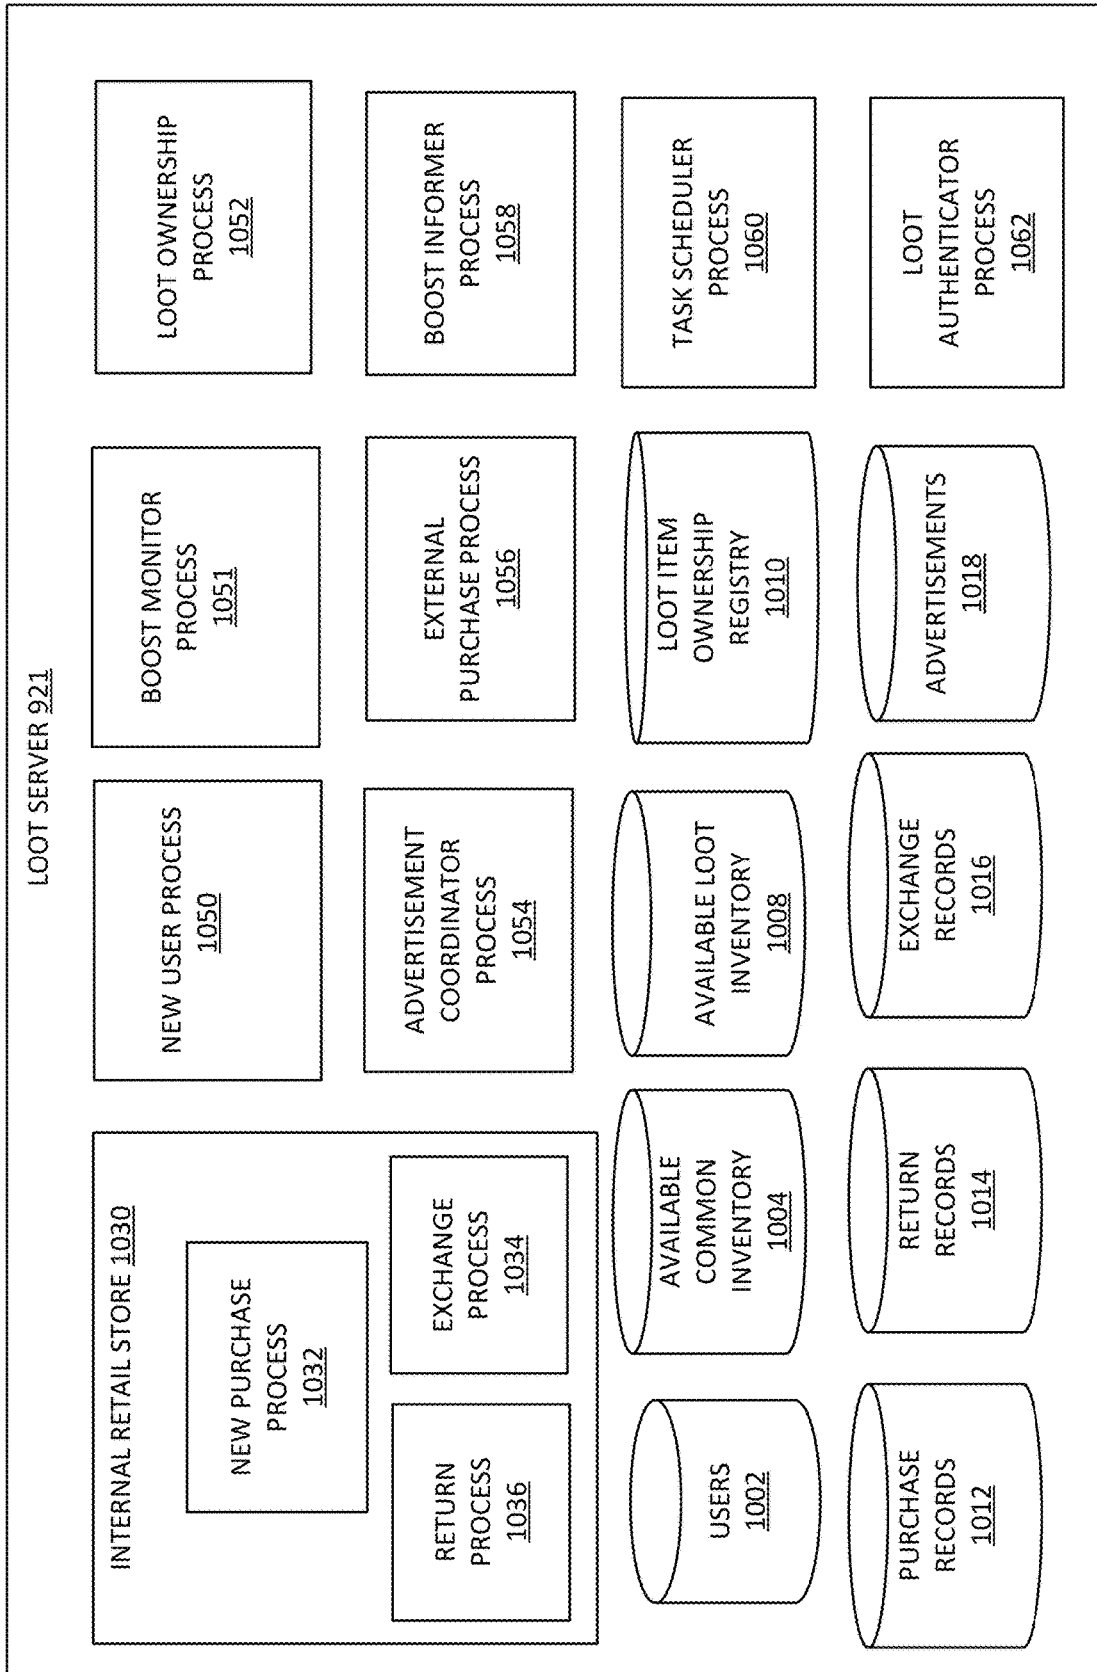 LOOT SERVER 921
INTERNAL RETAIL STORE 1030
NEW PURCHASE
PROCESS
1032
RETURN
PROCESS
1036
EXCHANGE
PROCESS
1034
NEW USER PROCESS
1050
BOOST MONITOR
PROCESS
1051
LOOT OWNERSHIP
PROCESS
1052
ADVERTISEMENT
COORDINATOR
PROCESS
1054
EXTERNAL
PURCHASE PROCESS
1056
BOOST INFORMER
PROCESS
1058
USERS
1002
AVAILABLE
COMMON
INVENTORY
1004
AVAILABLE LOOT
INVENTORY
1008
LOOT ITEM
OWNERSHIP
REGISTRY
1010
TASK SCHEDULER
PROCESS
1060
PURCHASE
RECORDS
1012
RETURN
RECORDS
1014
EXCHANGE
RECORDS
1016
ADVERTISEMENTS
1018
LOOT
AUTHENTICATOR
PROCESS
1062